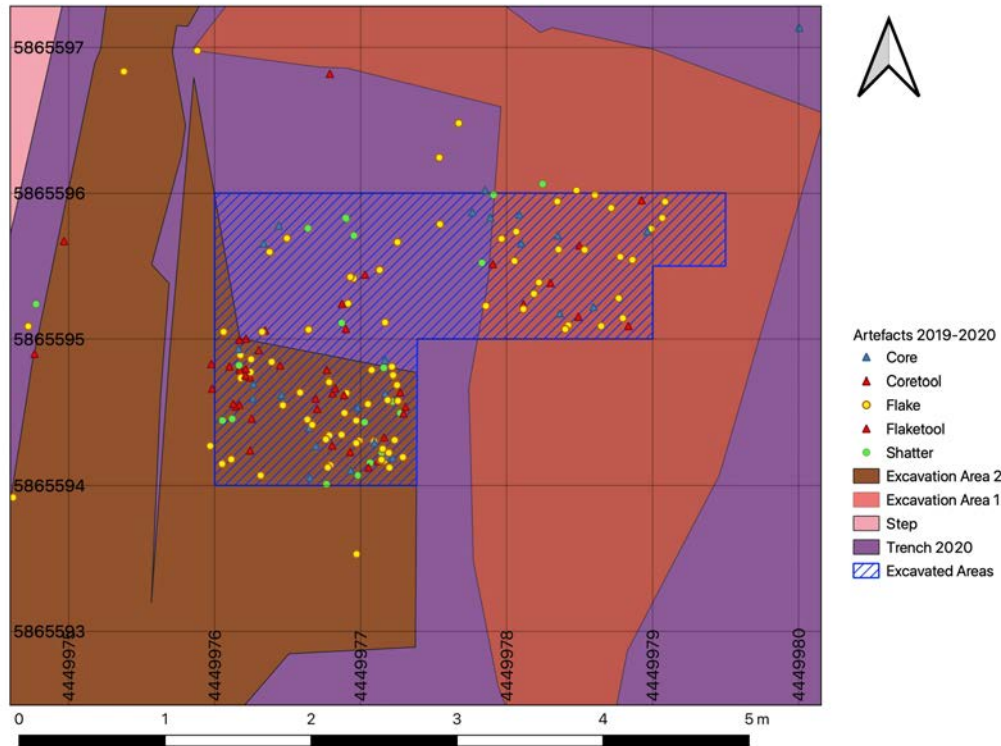 5865597
5865596
5865595
5865594
5865593
4449975
4449976
4449977
4449978
4449979
4449980
0 1 2 3 4 5 m
Artefacts 2019-2020
Core
Coretool
Flake
Flaketool
Shatter
Excavation Area 2
Excavation Area 1
Step
Trench 2020
Excavated Areas